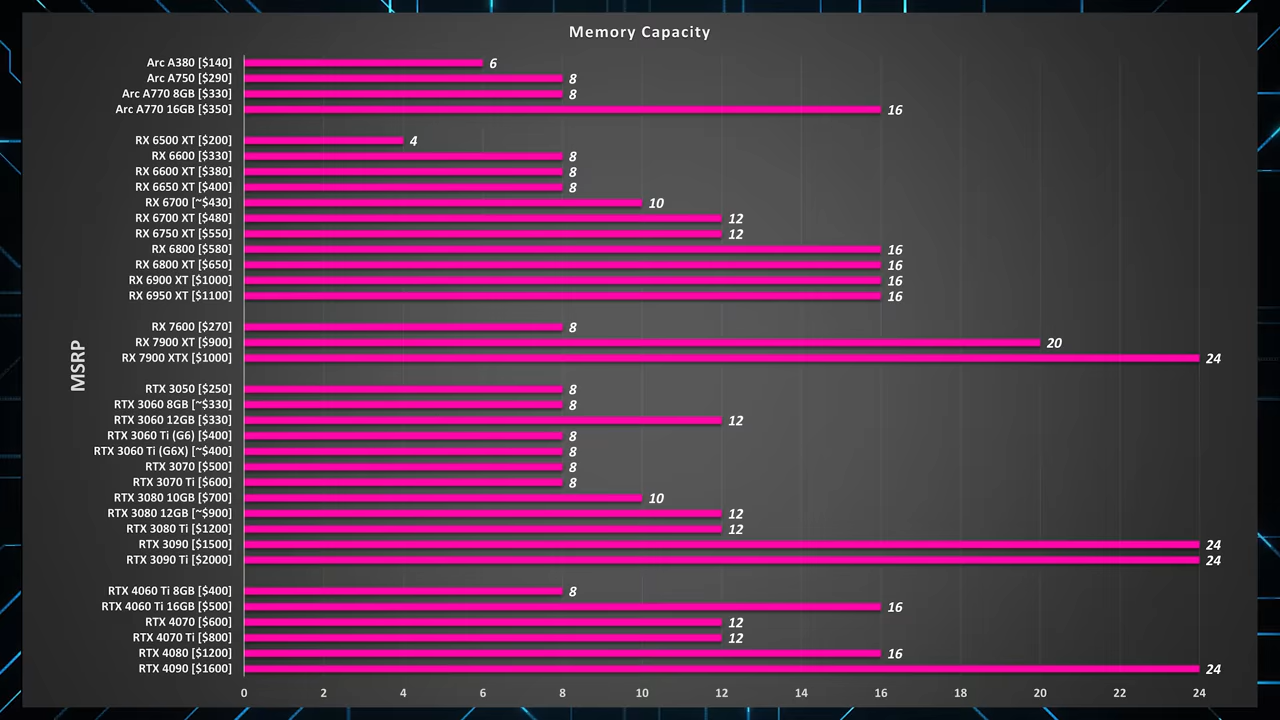 Memory Capacity
Arc A380 [$140] 6
Arc A750 [$290] 8
Arc A770 8GB [$330] 8
Arc A770 16GB [$350] 16
RX 6500 XT [$200] 4
RX 6600 [$330] 8
RX 6600 XT [$380] 8
RX 6650 XT [$400] 8
RX 6700 [~$430] 10
RX 6700 XT [$480] 12
RX 6750 XT [$550] 12
RX 6800 [$580] 16
RX 6800 XT [$650] 16
RX 6900 XT [$1000] 16
RX 6950 XT [$1100] 16
RX 7600 [$270] 8
RX 7900 XT [$900] 20
RX 7900 XTX [$1000] 24
MSRP
RTX 3050 [$250] 8
RTX 3060 8GB [~$330] 8
RTX 3060 12GB [$330] 12
RTX 3060 Ti (G6) [$400] 8
RTX 3060 Ti (G6X) [~$400] 8
RTX 3070 [$500] 8
RTX 3070 Ti [$600] 8
RTX 3080 10GB [$700] 10
RTX 3080 12GB [~$900] 12
RTX 3080 Ti [$1200] 12
RTX 3090 [$1500] 24
RTX 3090 Ti [$2000] 24
RTX 4060 Ti 8GB [$400] 8
RTX 4060 Ti 16GB [$500] 16
RTX 4070 [$600] 12
RTX 4070 Ti [$800] 12
RTX 4080 [$1200] 16
RTX 4090 [$1600] 24
0 2 4 6 8 10 12 14 16 18 20 22 24